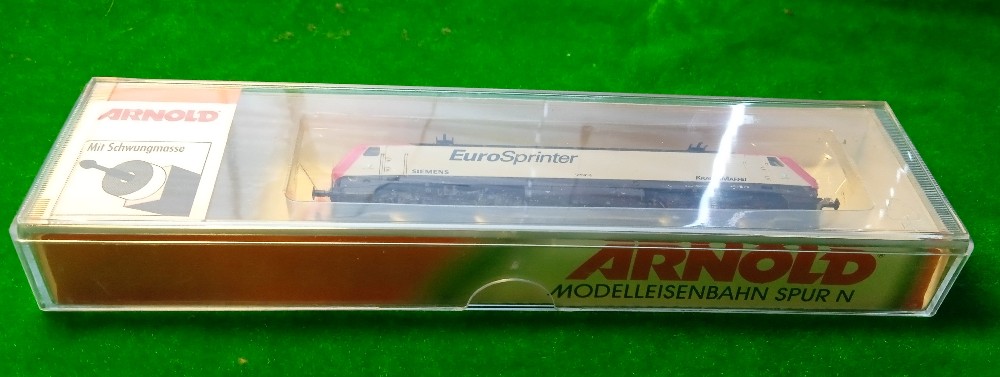 ARNOLD
Mit Schwungmasse
EuroSprinter
SIEMENS
ARNOLD
MODELLEISENBAHN SPUR N